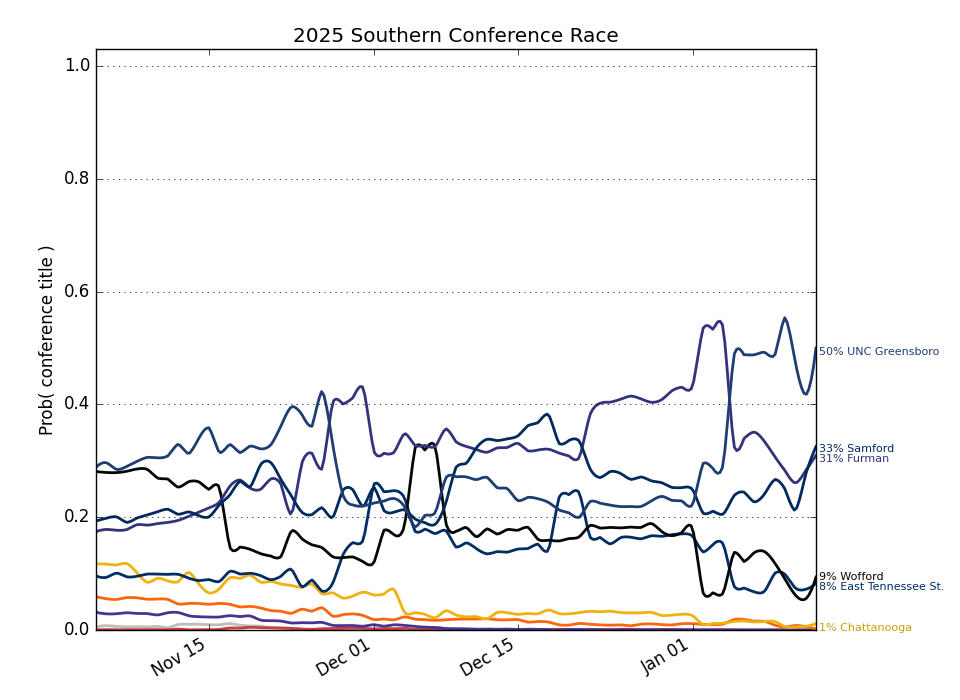 2025 Southern Conference Race
1.0
0.8
0.6
0.4
0.2
0.0
Prob( conference title )
50% UNC Greensboro
33% Samford
31% Furman
9% Wofford
8% East Tennessee St.
1% Chattanooga
Nov 15
Dec 01
Dec 15
Jan 01